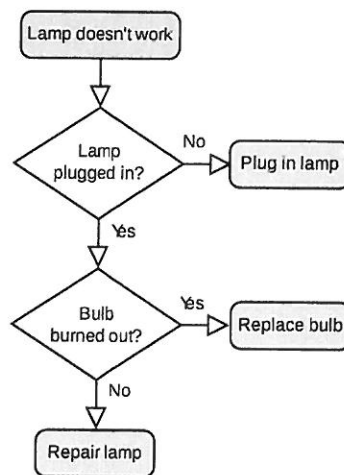 Lamp doesn't work
Lamp
plugged in?
No
Plug in lamp
Yes
Bulb
burned out?
Yes
Replace bulb
No
Repair lamp